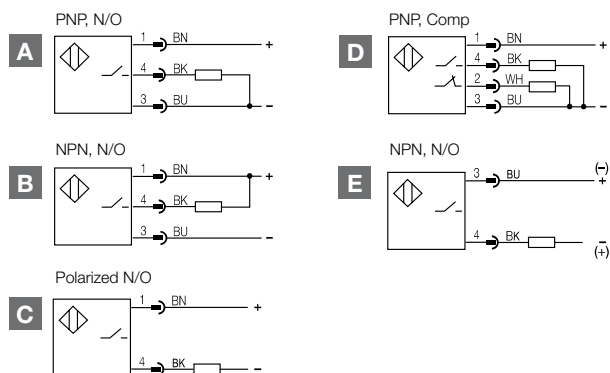 PNP, N/O
A
1 BN +
4 BK
3 BU -
NPN, N/O
B
1 BN +
4 BK
3 BU -
Polarized N/O
C
1 BN +
4 BK -
PNP, Comp
D
1 BN +
4 BK
2 WH
3 BU -
NPN, N/O
E
3 BU (-)
+
4 BK -
(+)